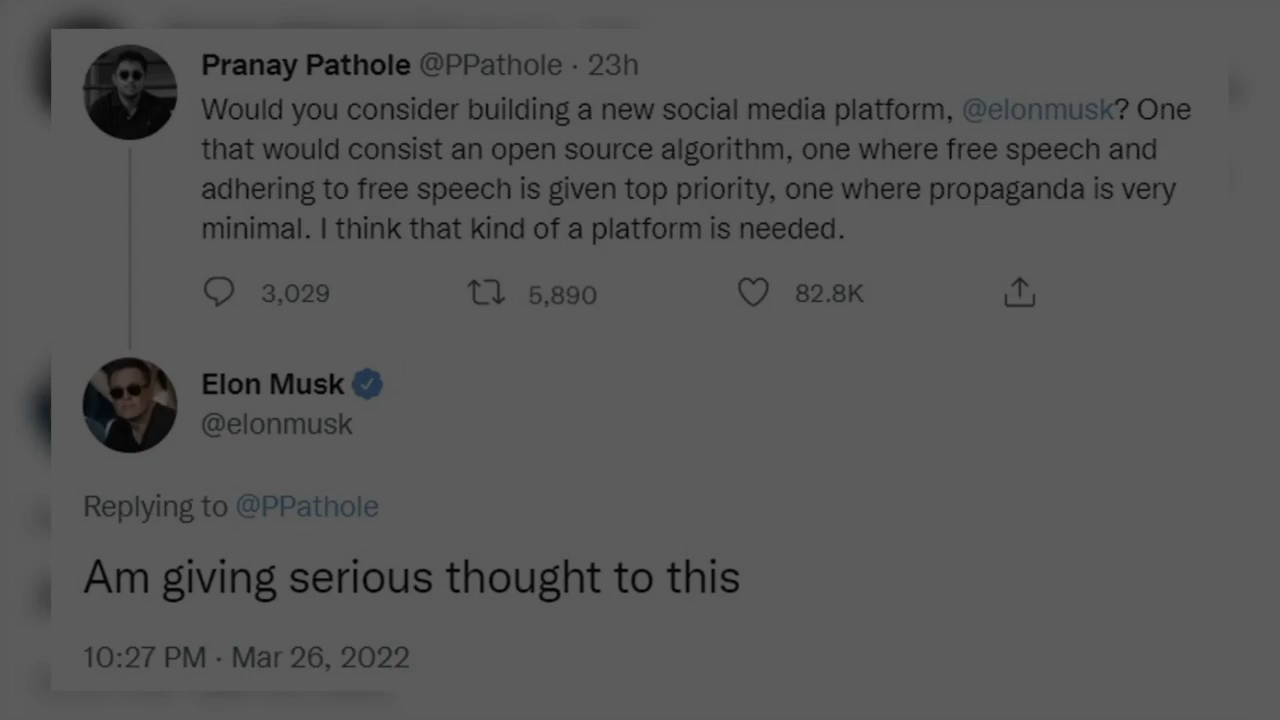 Pranay Pathole @PPathole · 23h
Would you consider building a new social media platform, @elonmusk? One
that would consist an open source algorithm, one where free speech and
adhering to free speech is given top priority, one where propaganda is very
minimal. I think that kind of a platform is needed.
3,029 5,890 82.8K
Elon Musk
@elonmusk
Replying to @PPathole
Am giving serious thought to this
10:27 PM · Mar 26, 2022